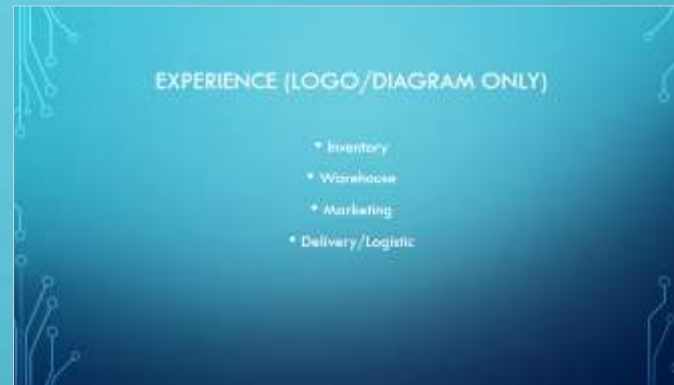 EXPERIENCE (LOGO/DIAGRAM ONLY)
* Inventory
* Warehouse
* Marketing
* Delivery/Logistic